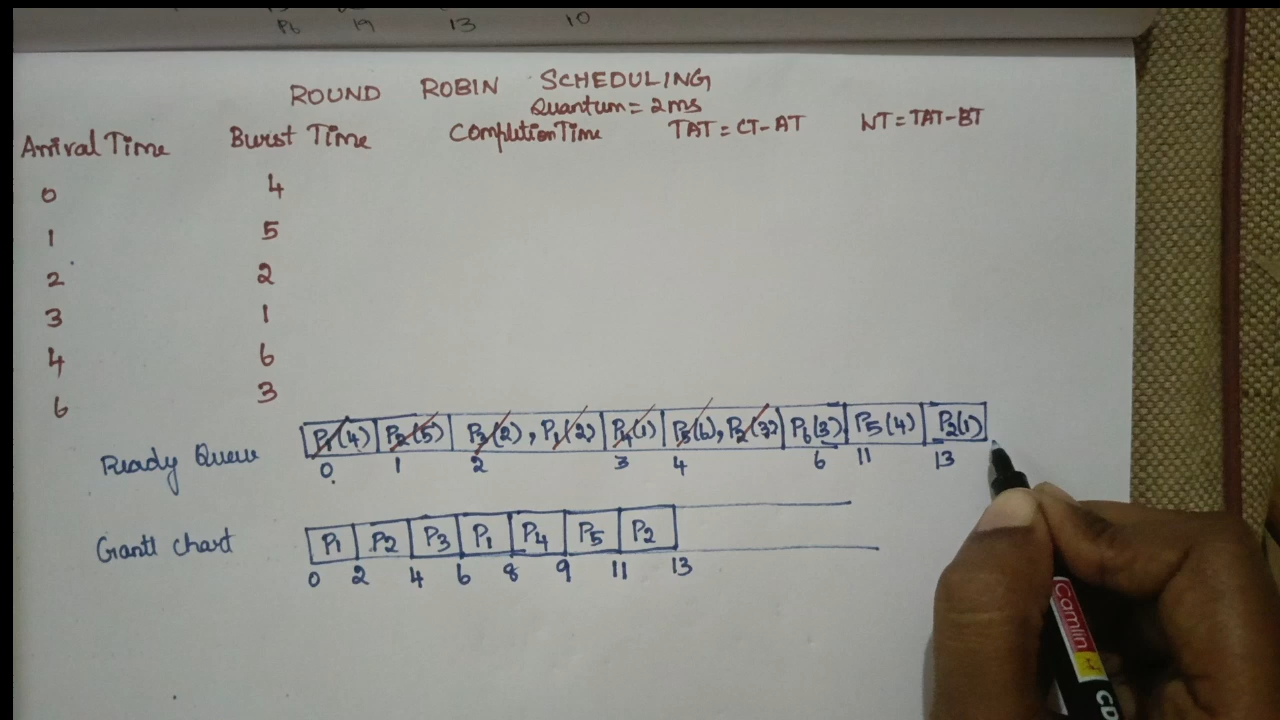 P6 19 13 10
ROUND ROBIN SCHEDULING
Quantum = 2ms
Arrival Time Burst Time Completion Time TAT = CT - AT WT = TAT - BT
0 4
1 5
2 2
3 1
4 6
6 3
Ready Queue P1(4) P2(5) P3(2), P1(2) P4(1) P5(6), P2(3) P6(3) P5(4) P2(1)
0 1 2 3 4 6 11 13
Gantt chart P1 P2 P3 P1 P4 P5 P2
0 2 4 6 8 9 11 13
Camlin